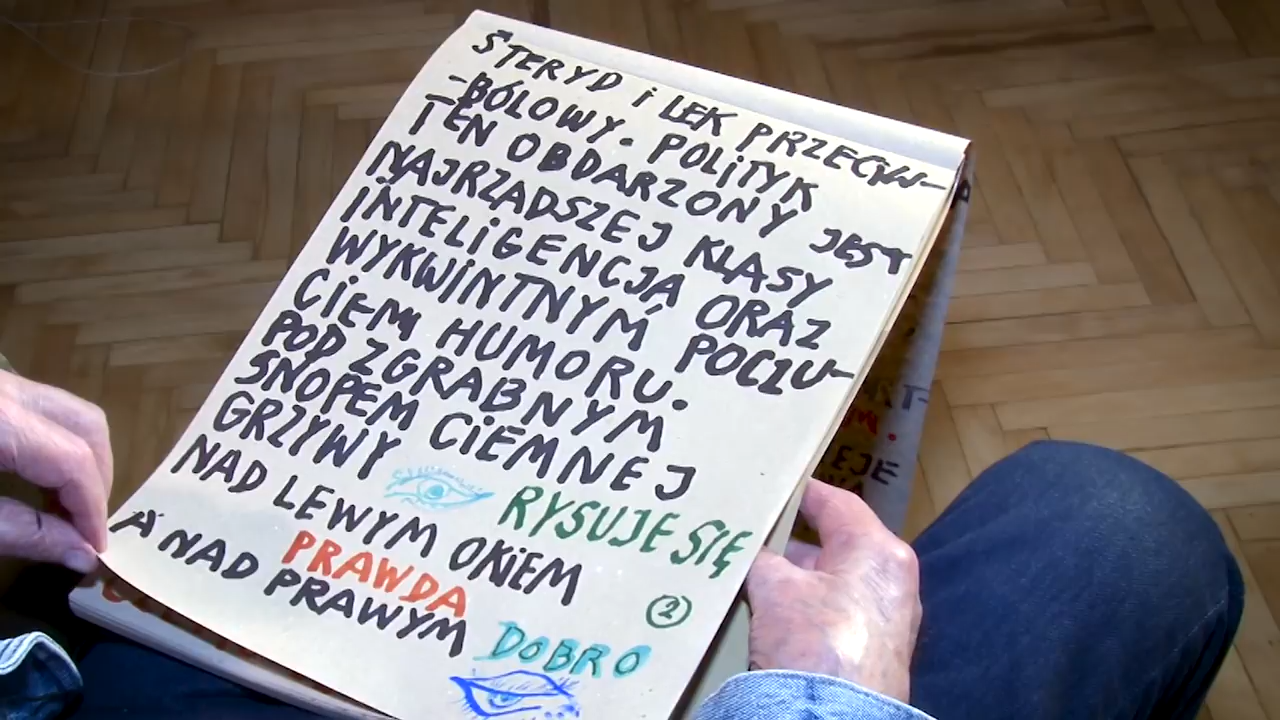 STERYD i LEK PRZECIW-
-BÓLOWY. POLiTYK
TEN OBDARZONY JEST
NAJRZADSZEJ KLASY
INTELiGENCJĄ ORAZ
WYKWiNTNYM POCZU-
CiEM HUMORU.
POD ZGRABNYM
SNOPEM CiEMNEJ
GRZYWY RYSUJE SIĘ
NAD LEWYM OKiEM
PRAWDA
A NAD PRAWYM DOBRO
2
EJE